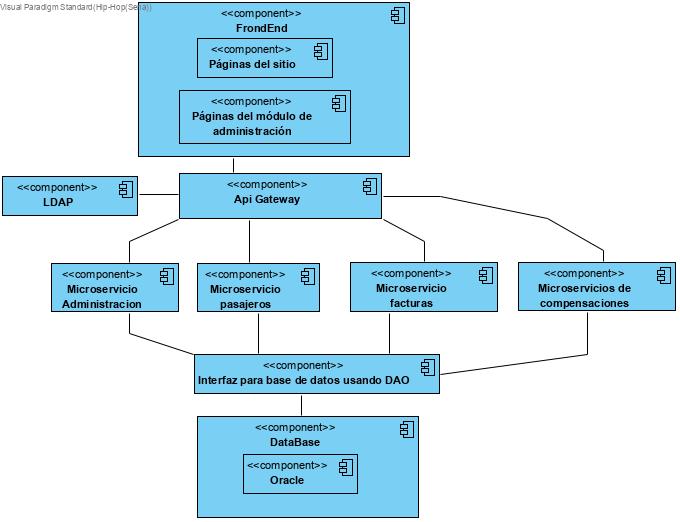 Visual Paradigm Standard(Hip-Hop(Sena))
<<component>>
FrondEnd
<<component>>
Páginas del sitio
<<component>>
Páginas del módulo de
administración
<<component>>
LDAP
<<component>>
Api Gateway
<<component>>
Microservicio
Administracion
<<component>>
Microservicio
pasajeros
<<component>>
Microservicio
facturas
<<component>>
Microservicios de
compensaciones
<<component>>
Interfaz para base de datos usando DAO
<<component>>
DataBase
<<component>>
Oracle